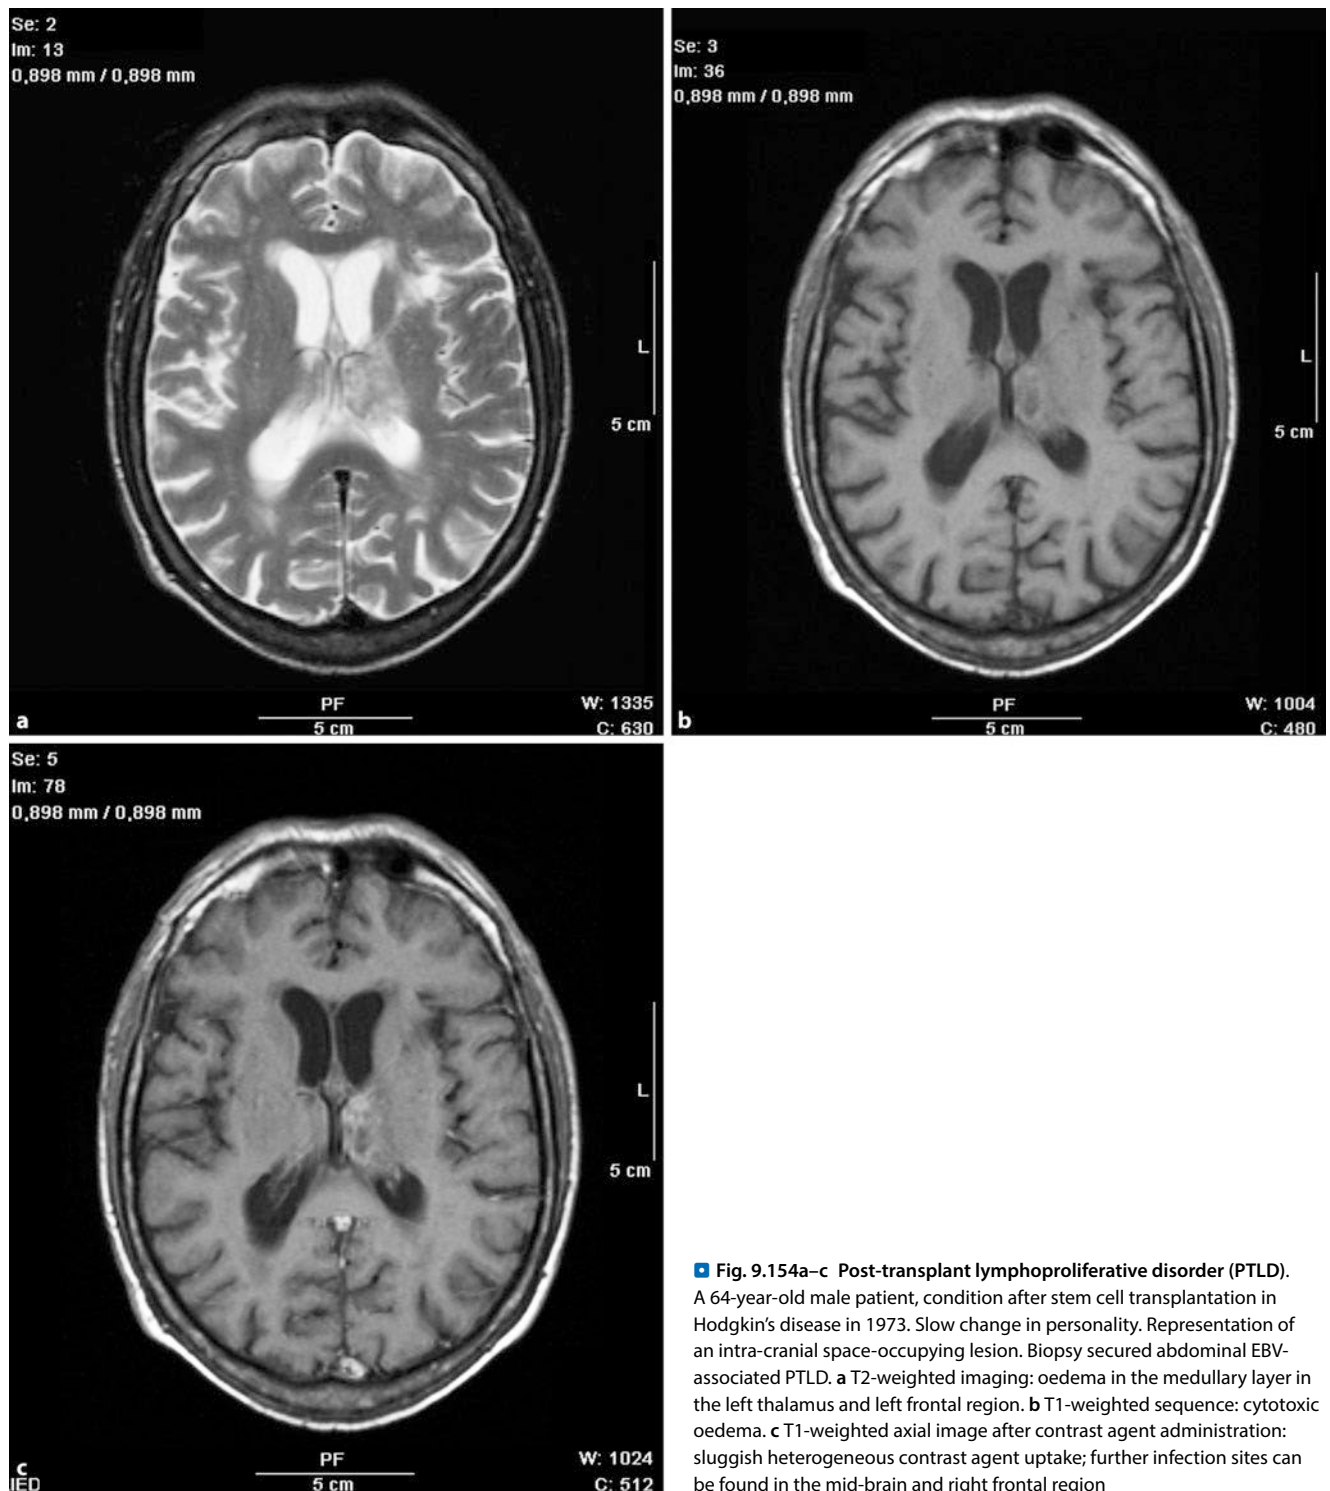 Se: 2
Im: 13
0,898 mm / 0,898 mm
L
5 cm
PF
5 cm
W: 1335
C: 630
a
Se: 3
Im: 36
0,898 mm / 0,898 mm
L
5 cm
PF
5 cm
W: 1004
C: 480
b
Se: 5
Im: 78
0,898 mm / 0,898 mm
L
5 cm
PF
5 cm
W: 1024
C: 512
c
IED
Fig. 9.154a–c Post-transplant lymphoproliferative disorder (PTLD).
A 64-year-old male patient, condition after stem cell transplantation in
Hodgkin's disease in 1973. Slow change in personality. Representation of
an intra-cranial space-occupying lesion. Biopsy secured abdominal EBV-
associated PTLD. a T2-weighted imaging: oedema in the medullary layer in
the left thalamus and left frontal region. b T1-weighted sequence: cytotoxic
oedema. c T1-weighted axial image after contrast agent administration:
sluggish heterogeneous contrast agent uptake; further infection sites can
be found in the mid-brain and right frontal region